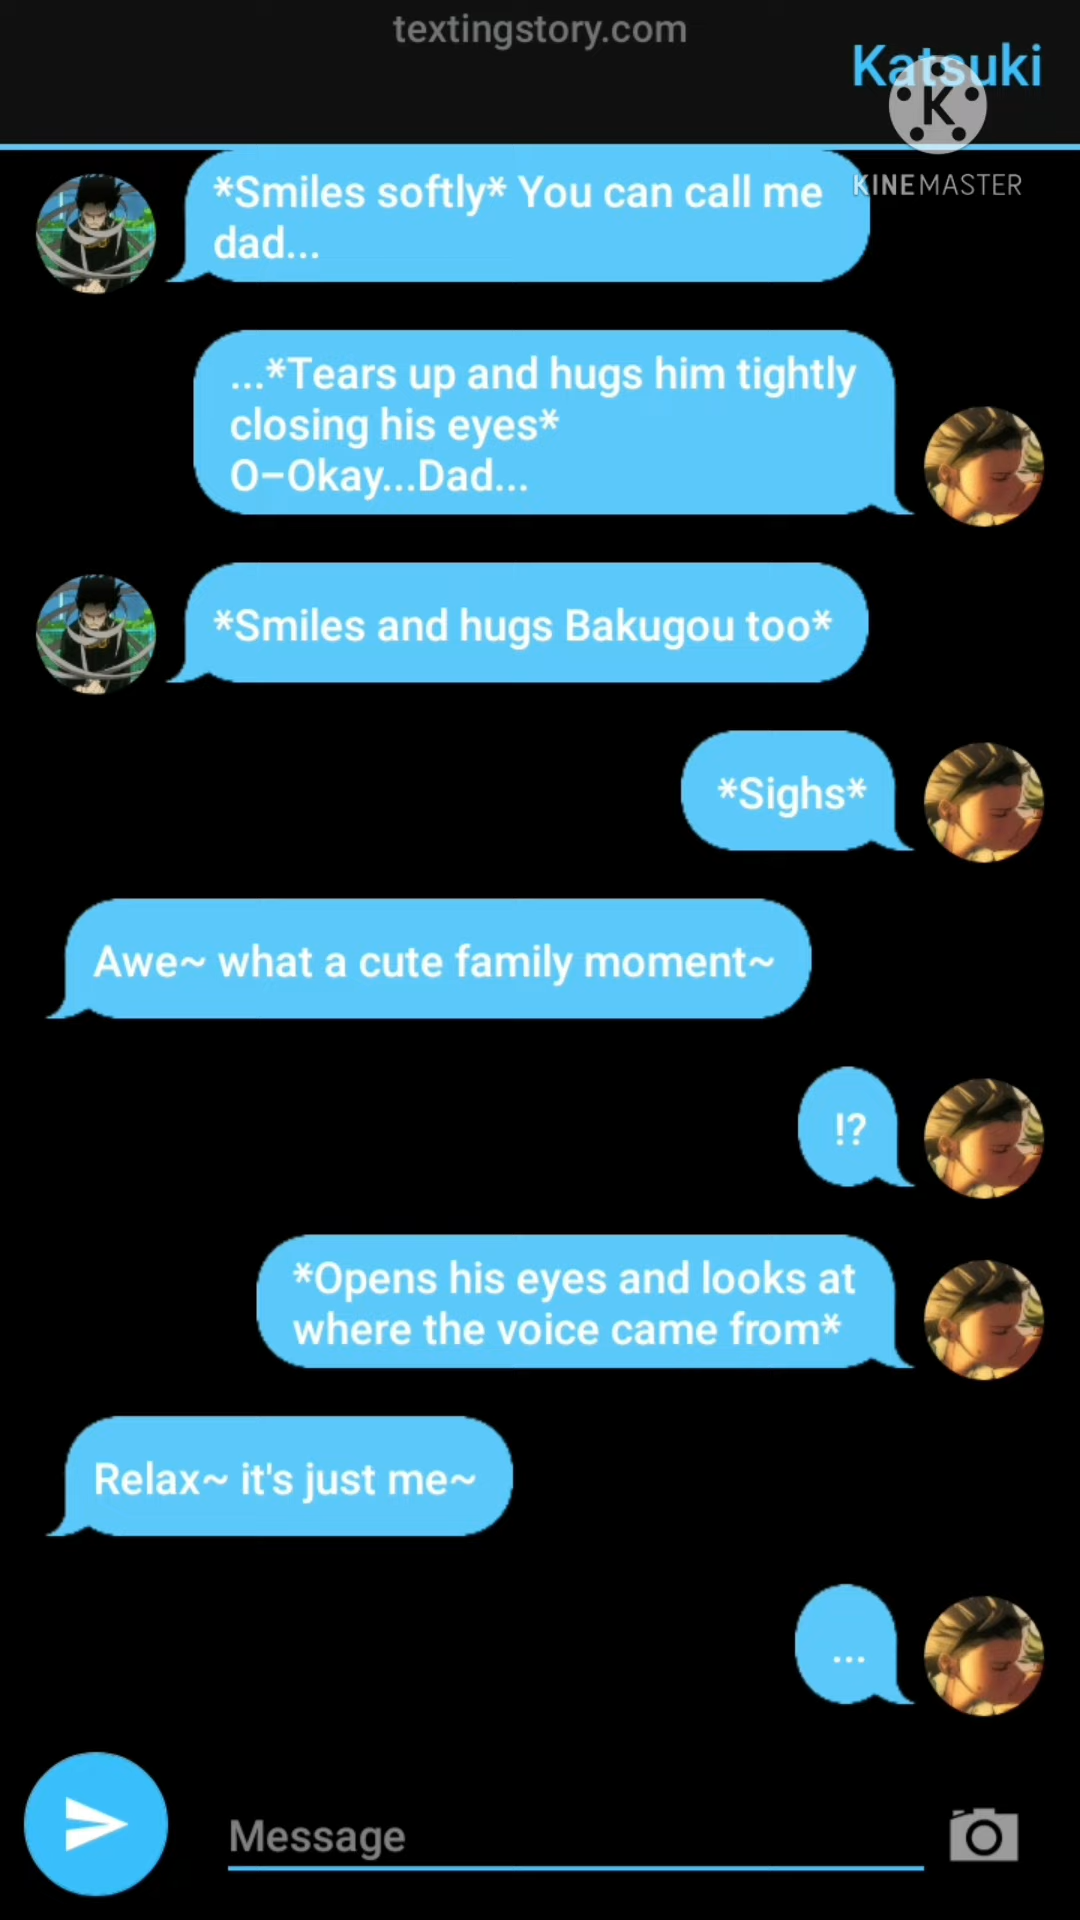 textingstory.com
Katsuki
K
KINEMASTER
*Smiles softly* You can call me
dad...
...*Tears up and hugs him tightly
closing his eyes*
O–Okay...Dad...
*Smiles and hugs Bakugou too*
*Sighs*
Awe~ what a cute family moment~
!?
*Opens his eyes and looks at
where the voice came from*
Relax~ it's just me~
...
Message